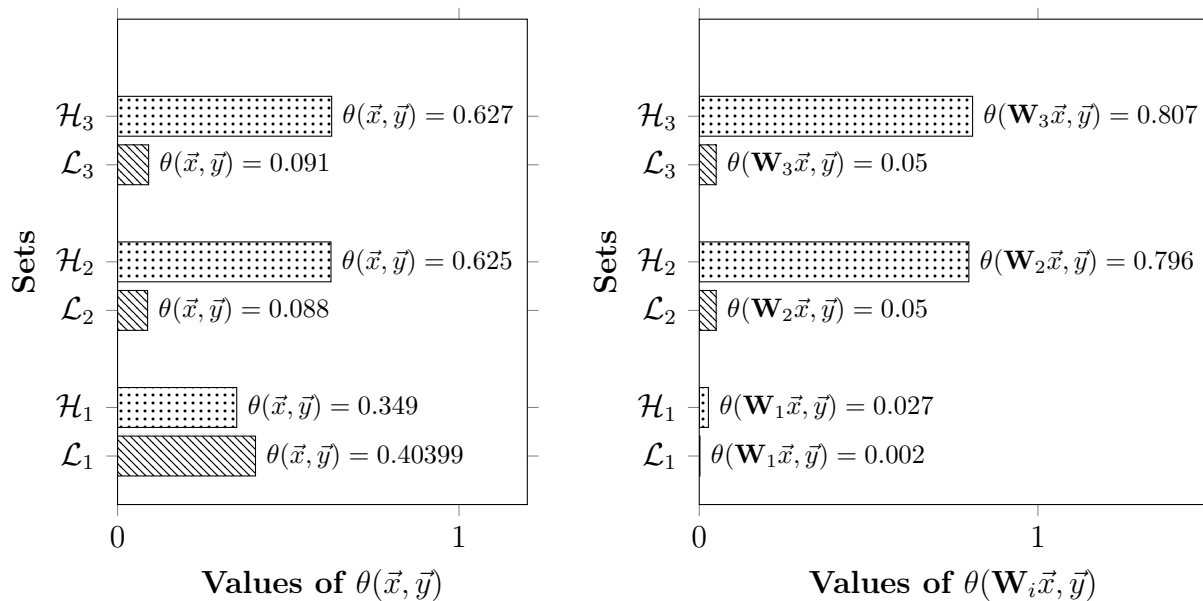 Sets
ℋ₃ θ(x⃗, y⃗) = 0.627
ℒ₃ θ(x⃗, y⃗) = 0.091
ℋ₂ θ(x⃗, y⃗) = 0.625
ℒ₂ θ(x⃗, y⃗) = 0.088
ℋ₁ θ(x⃗, y⃗) = 0.349
ℒ₁ θ(x⃗, y⃗) = 0.40399
0 1
Values of θ(x⃗, y⃗)
Sets
ℋ₃ θ(𝐖₃x⃗, y⃗) = 0.807
ℒ₃ θ(𝐖₃x⃗, y⃗) = 0.05
ℋ₂ θ(𝐖₂x⃗, y⃗) = 0.796
ℒ₂ θ(𝐖₂x⃗, y⃗) = 0.05
ℋ₁ θ(𝐖₁x⃗, y⃗) = 0.027
ℒ₁ θ(𝐖₁x⃗, y⃗) = 0.002
0 1
Values of θ(𝐖ᵢx⃗, y⃗)